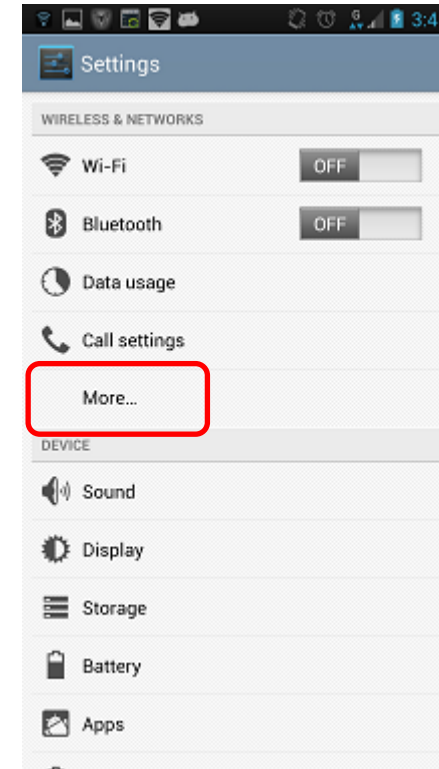 G 3:4
Settings
WIRELESS & NETWORKS
Wi-Fi OFF
Bluetooth OFF
Data usage
Call settings
More...
DEVICE
Sound
Display
Storage
Battery
Apps